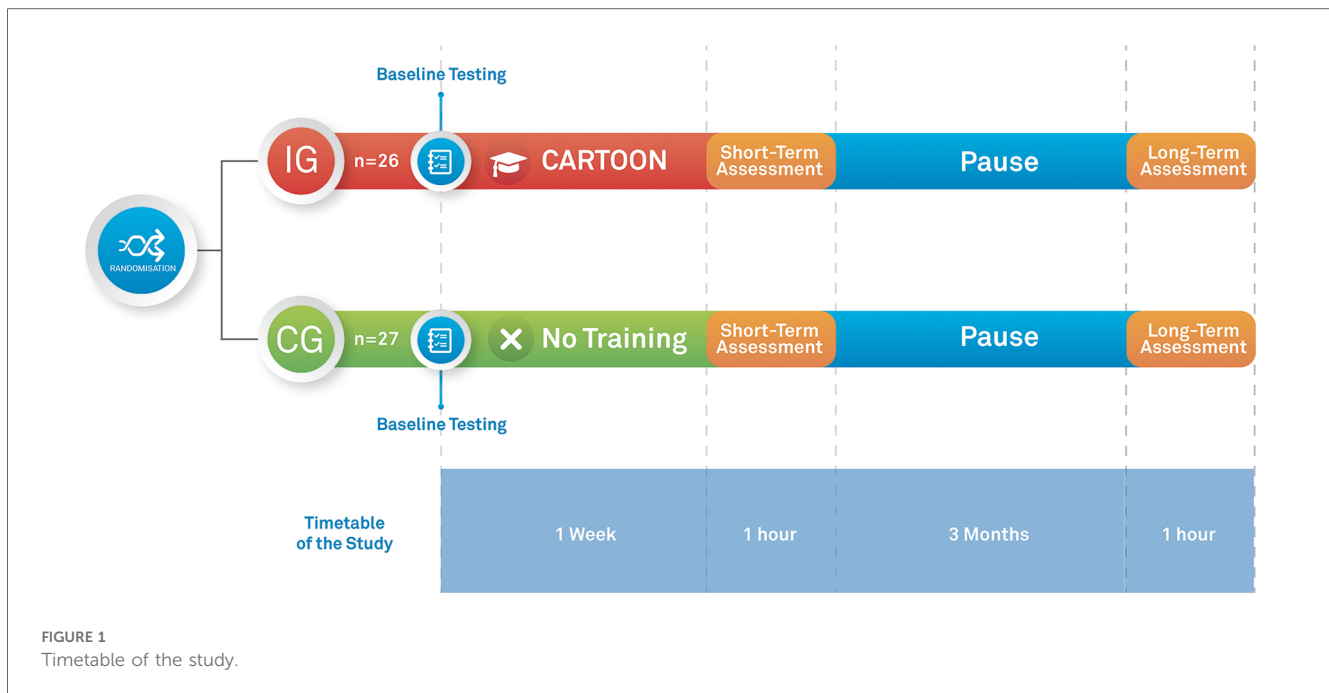 Baseline Testing
IG
n=26
CARTOON
Short-Term
Assessment
Pause
Long-Term
Assessment
RANDOMISATION
CG
n=27
No Training
Short-Term
Assessment
Pause
Long-Term
Assessment
Baseline Testing
Timetable
of the Study
1 Week
1 hour
3 Months
1 hour
FIGURE 1
Timetable of the study.